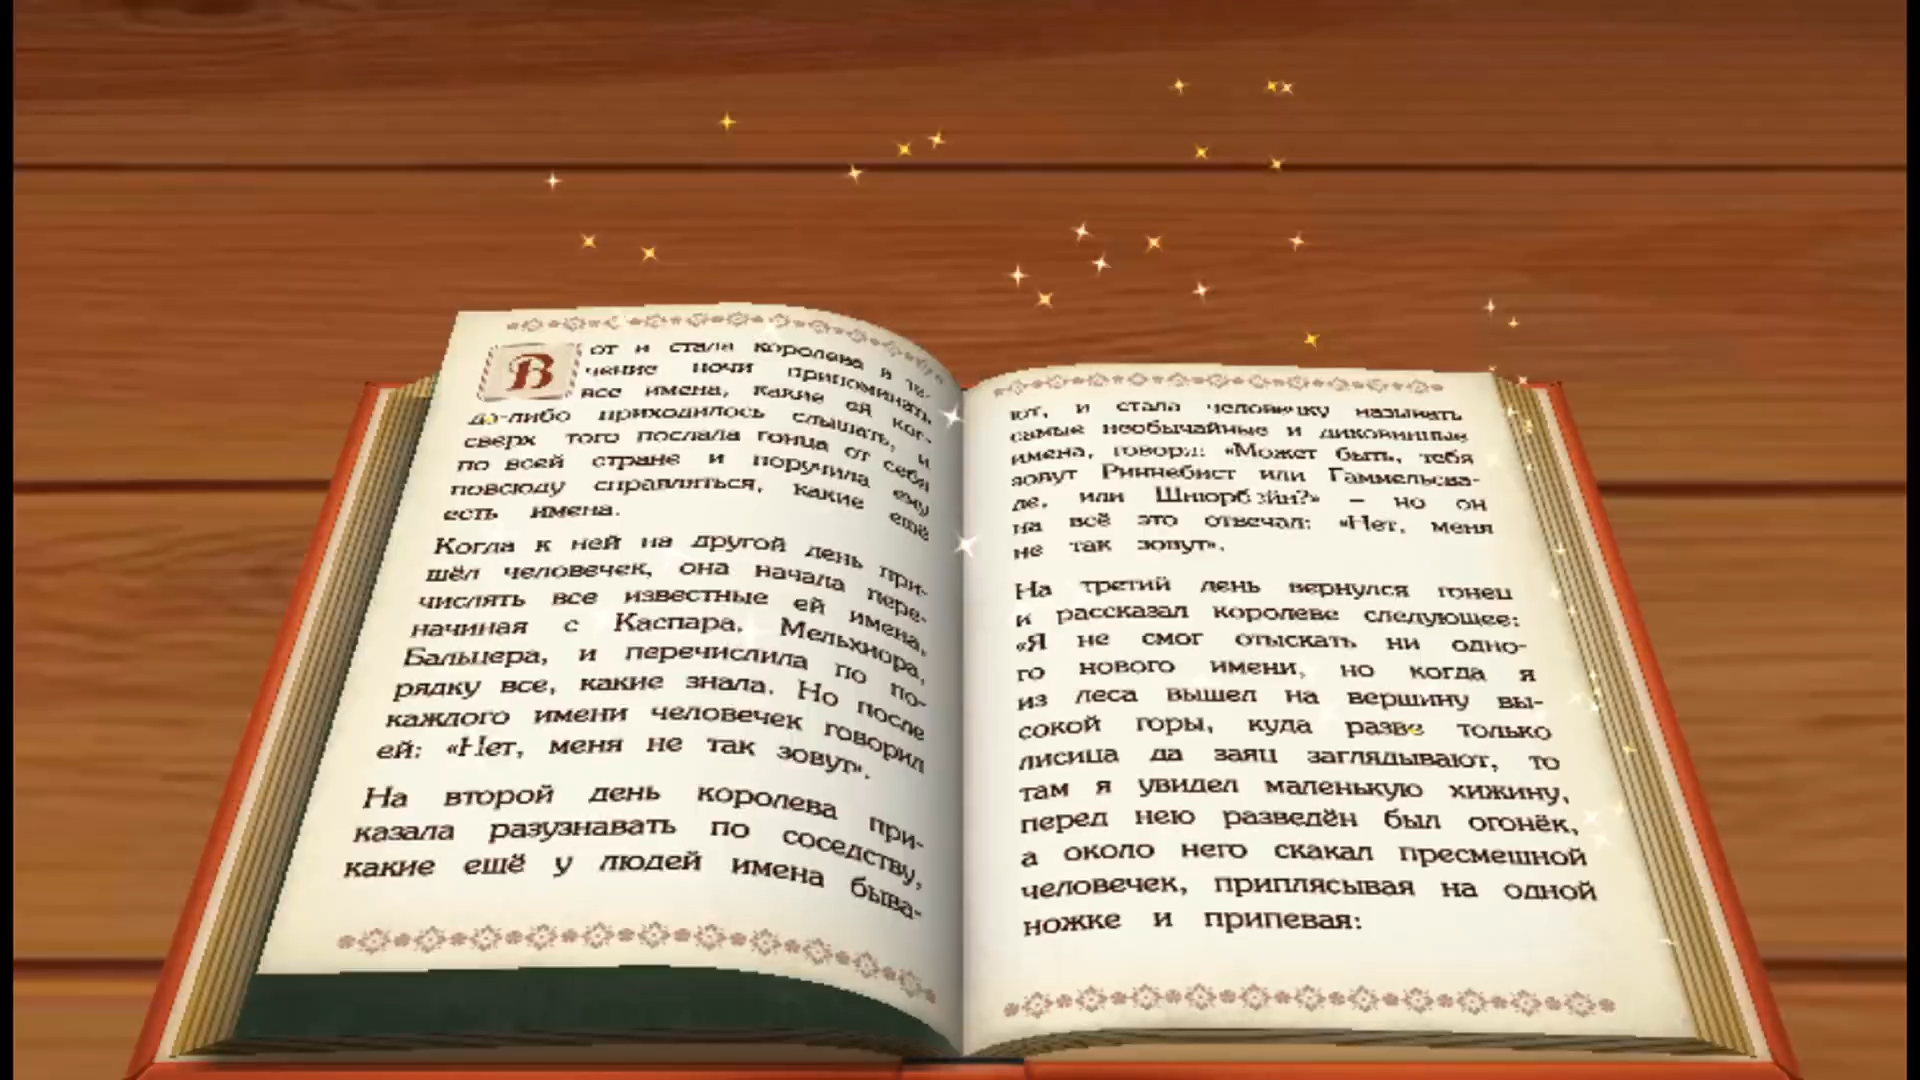 Вот и стала королева в те-
чение ночи припоминать
все имена, какие ей ког-
да-либо приходилось слышать, и
сверх того послала гонца от себя
по всей стране и поручила ему
повсюду справляться, какие ещё
есть имена.
Когда к ней на другой день при-
шёл человечек, она начала пере-
числять все известные ей имена,
начиная с Каспара, Мельхиора,
Бальцера, и перечислила по по-
рядку все, какие знала. Но после
каждого имени человечек говорил
ей: «Нет, меня не так зовут».
На второй день королева при-
казала разузнавать по соседству,
какие ещё у людей имена быва-
ют, и стала человечку называть
самые необычайные и диковинные
имена, говоря: «Может быть, тебя
зовут Риннебист или Гаммельсва-
де, или Шнюрбейн?» – но он
на всё это отвечал: «Нет, меня
не так зовут».
На третий день вернулся гонец
и рассказал королеве следующее:
«Я не смог отыскать ни одно-
го нового имени, но когда я
из леса вышел на вершину вы-
сокой горы, куда разве только
лисица да заяц заглядывают, то
там я увидел маленькую хижину,
перед нею разведён был огонёк,
а около него скакал пресмешной
человечек, приплясывая на одной
ножке и припевая: